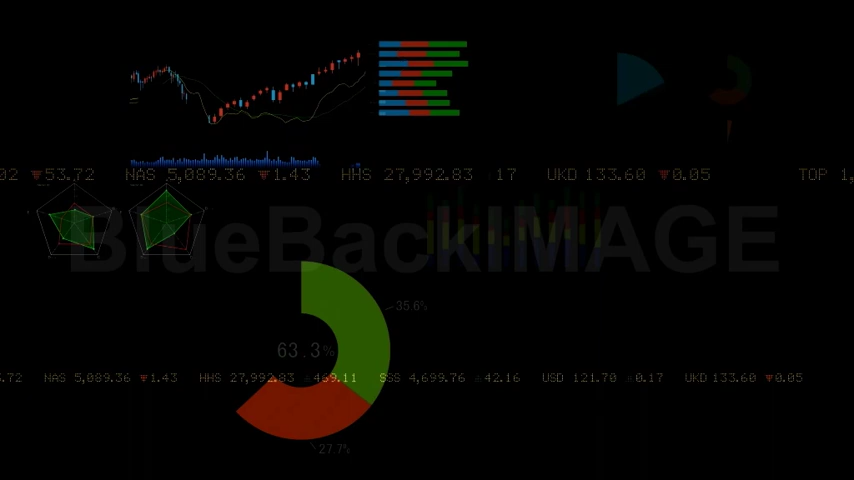 02 53.72 NAS 5,089.36 1.43 HHS 27,992.83 17 UKD 133.60 0.05 TOP 1,
BlueBackIMAGE
35.6%
63.3%
5.72 NAS 5,089.36 1.43 HHS 27,992.83 469.11 SSS 4,699.76 42.16 USD 121.70 0.17 UKD 133.60 0.05
27.7%